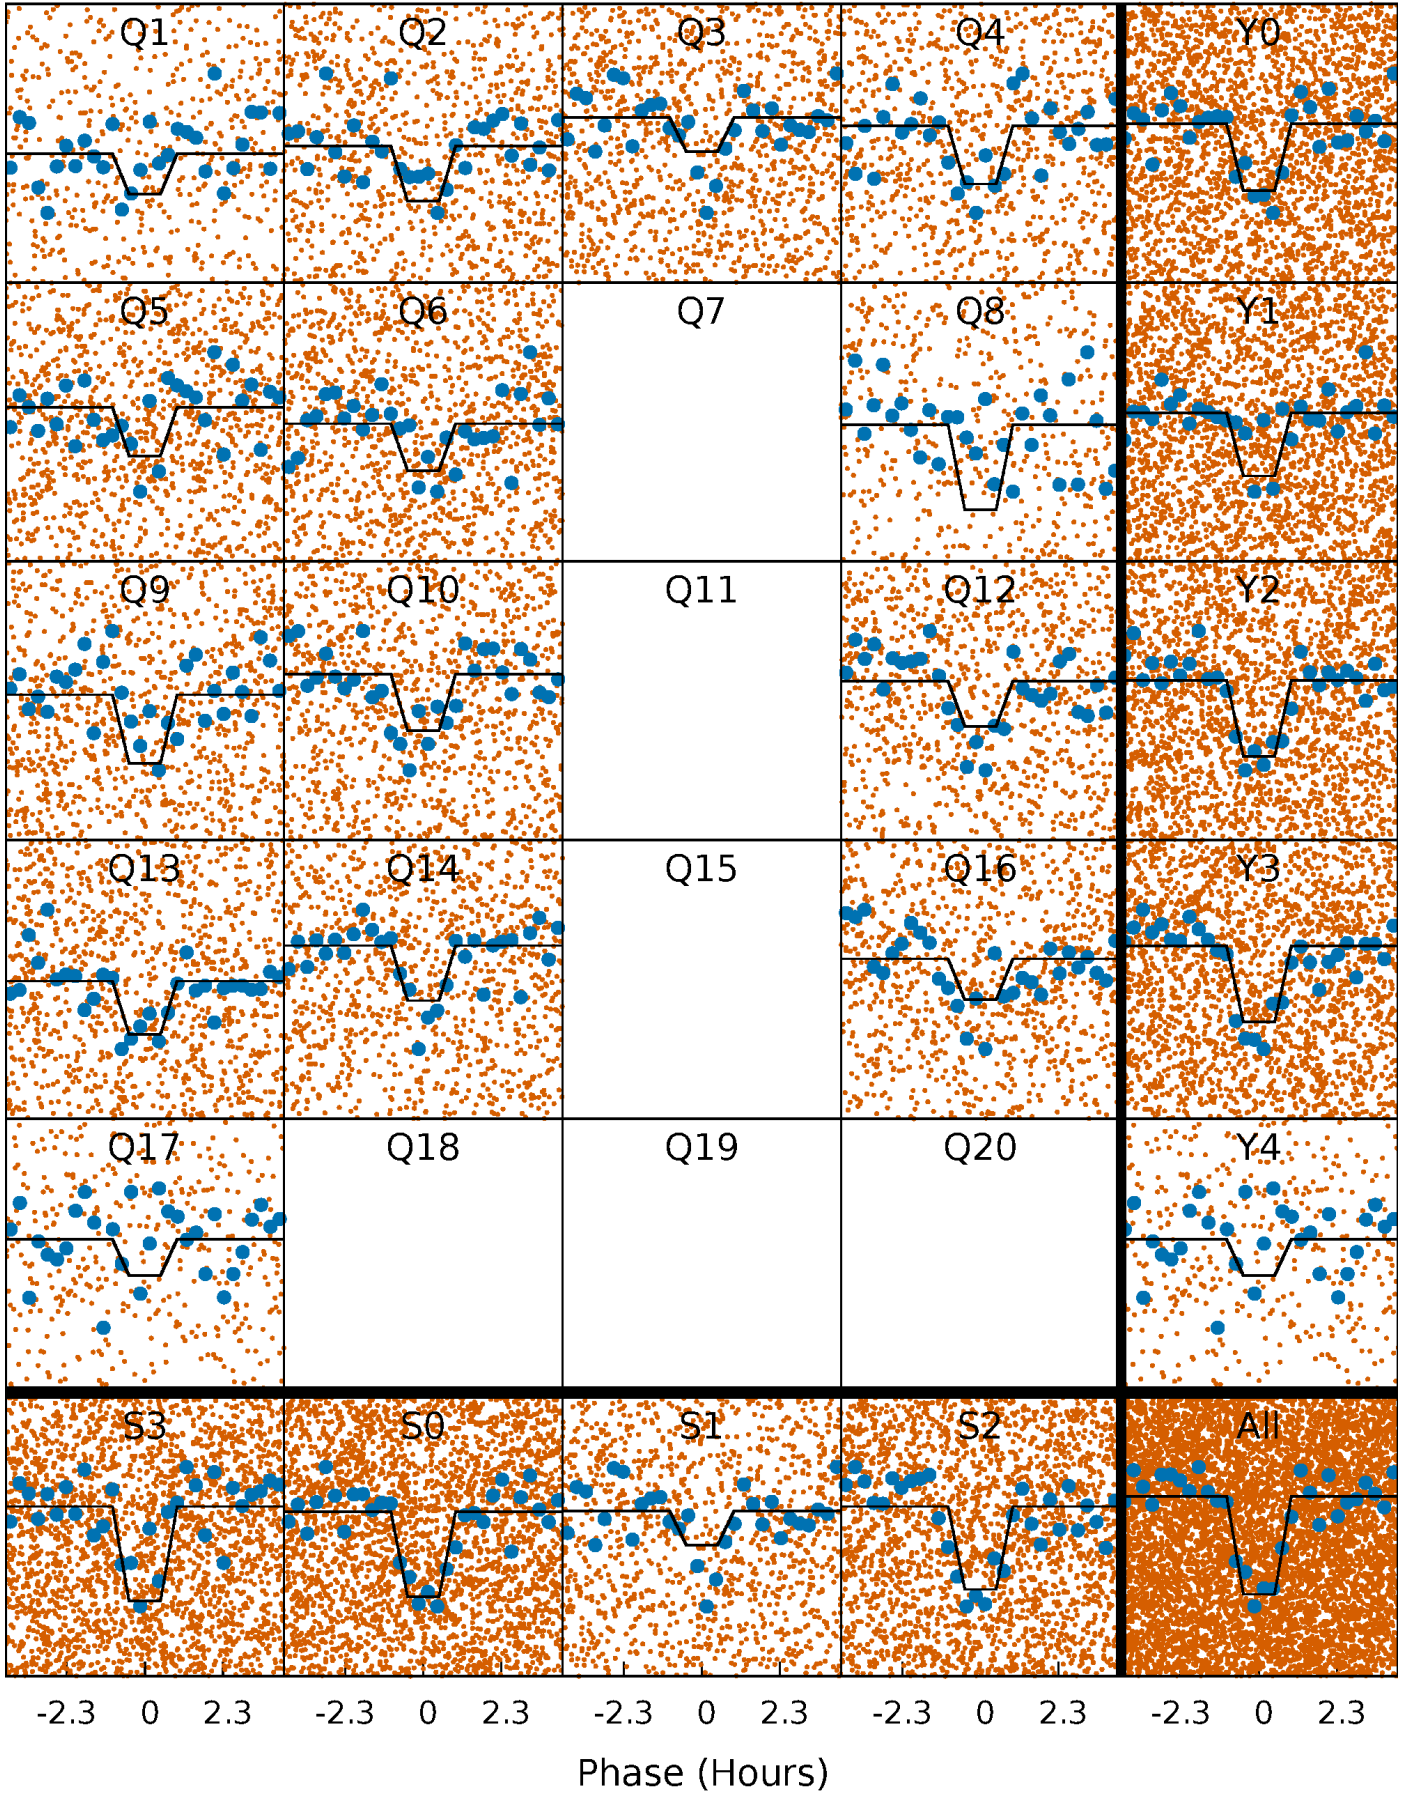 Q1 Q2 Q3 Q4 Y0
Q5 Q6 Q7 Q8 Y1
Q9 Q10 Q11 Q12 Y2
Q13 Q14 Q15 Q16 Y3
Q17 Q18 Q19 Q20 Y4
S3 S0 S1 S2 All
-2.3 0 2.3 -2.3 0 2.3 -2.3 0 2.3 -2.3 0 2.3 -2.3 0 2.3
Phase (Hours)